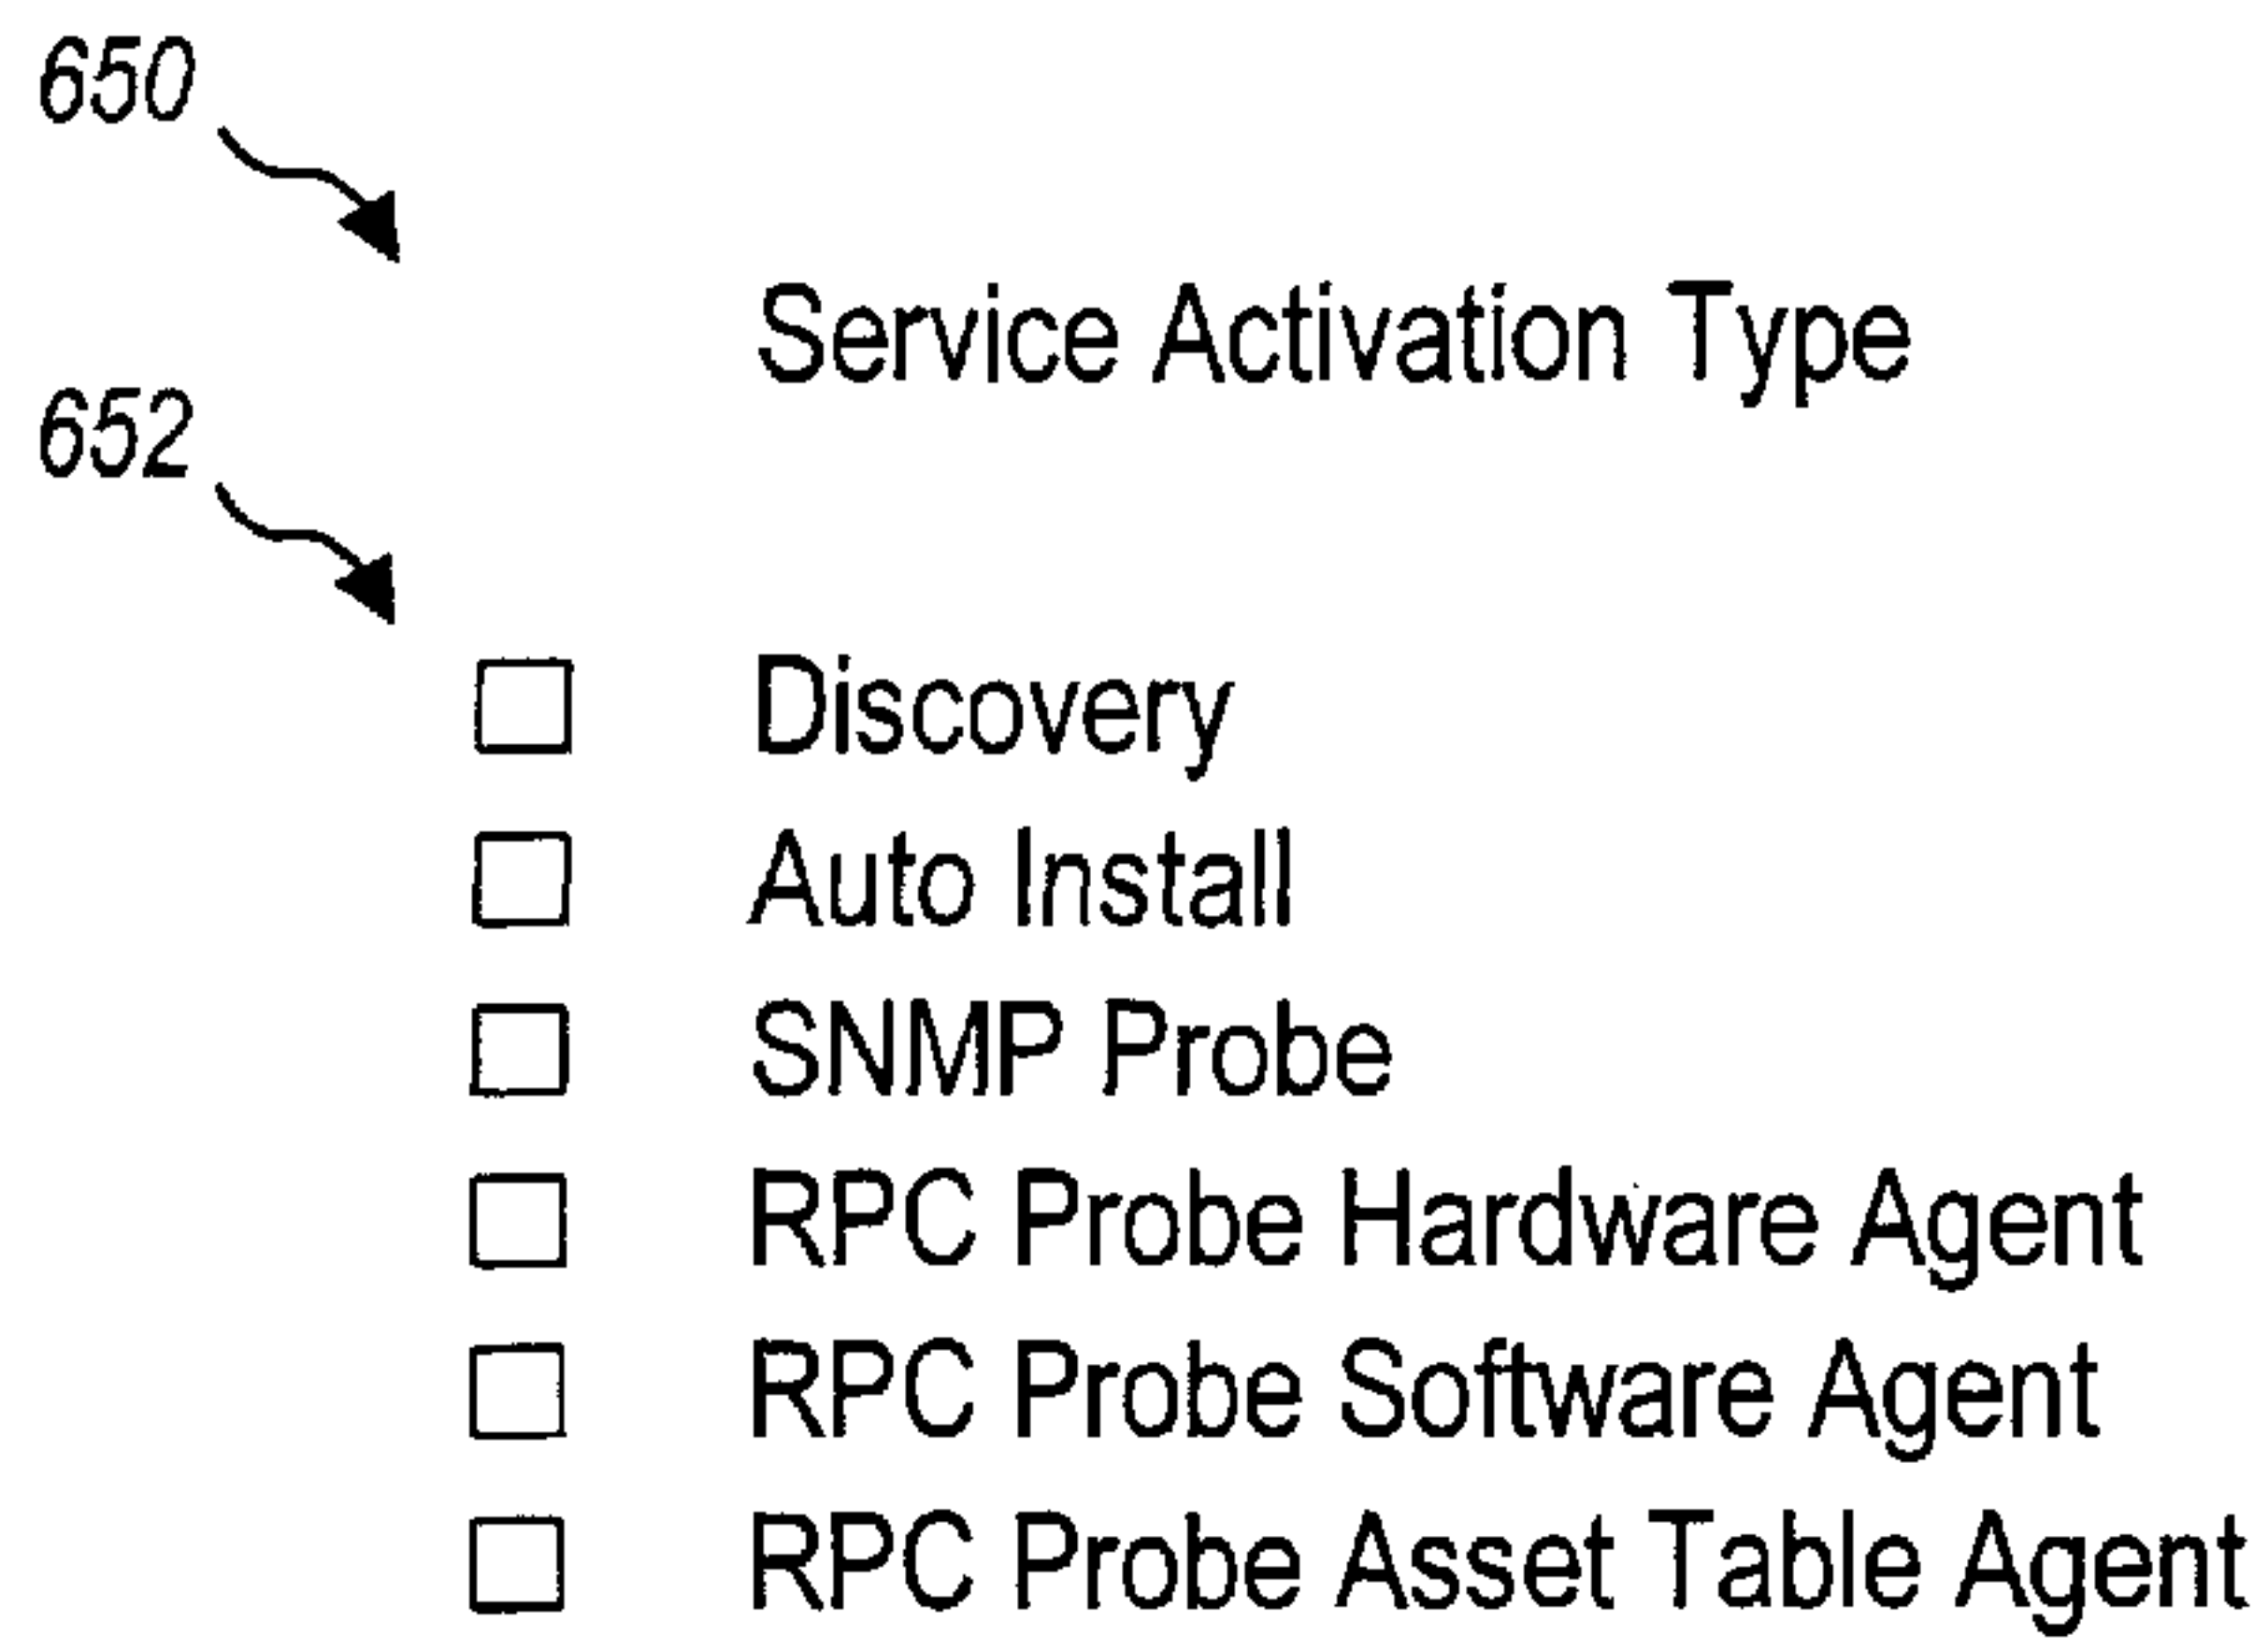 650
Service Activation Type
652
Discovery
Auto Install
SNMP Probe
RPC Probe Hardware Agent
RPC Probe Software Agent
RPC Probe Asset Table Agent